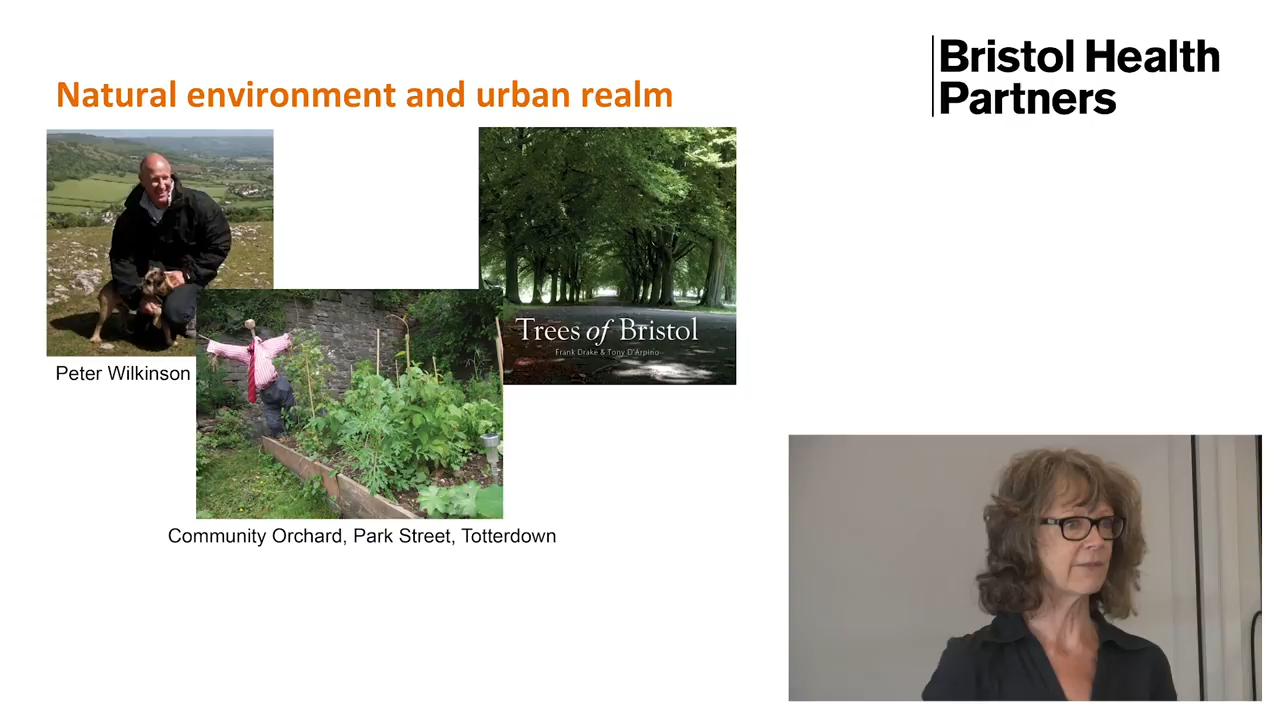 Bristol Health
Partners
Natural environment and urban realm
Trees of Bristol
Frank Drake & Tony D'Arpino
Peter Wilkinson
Community Orchard, Park Street, Totterdown